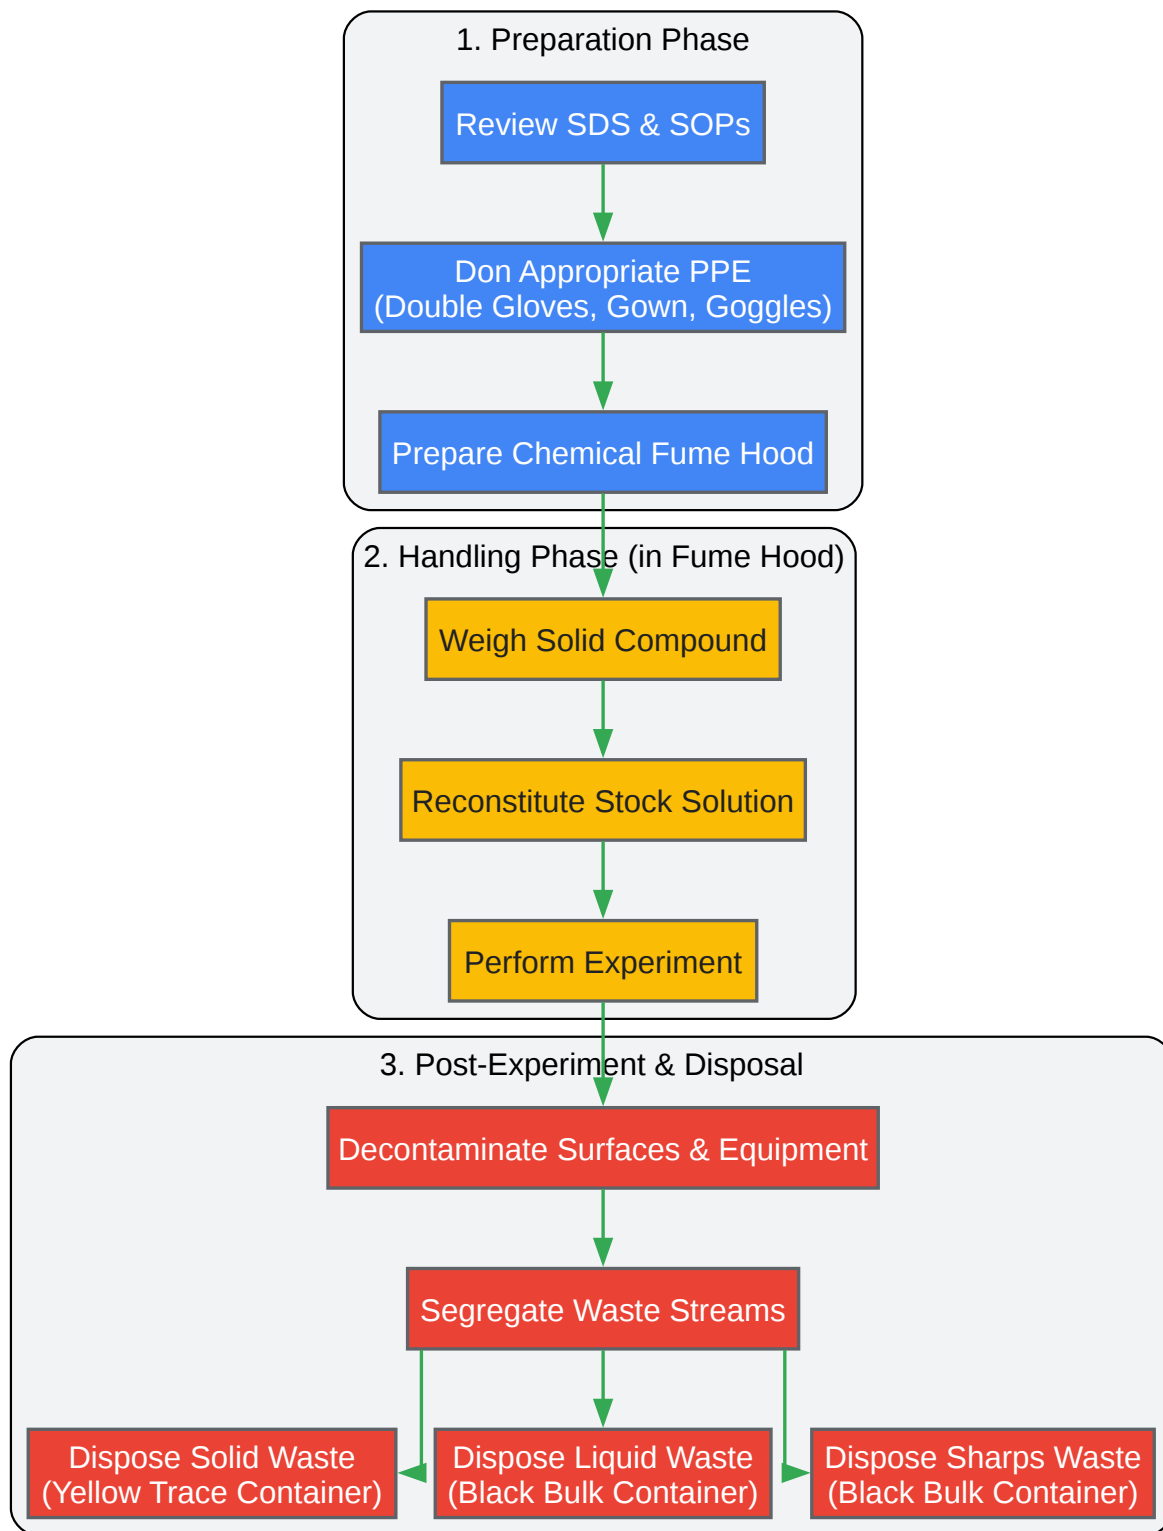 1. Preparation Phase
Review SDS & SOPs
Don Appropriate PPE
(Double Gloves, Gown, Goggles)
Prepare Chemical Fume Hood
2. Handling Phase (in Fume Hood)
Weigh Solid Compound
Reconstitute Stock Solution
Perform Experiment
3. Post-Experiment & Disposal
Decontaminate Surfaces & Equipment
Segregate Waste Streams
Dispose Solid Waste
(Yellow Trace Container)
Dispose Liquid Waste
(Black Bulk Container)
Dispose Sharps Waste
(Black Bulk Container)